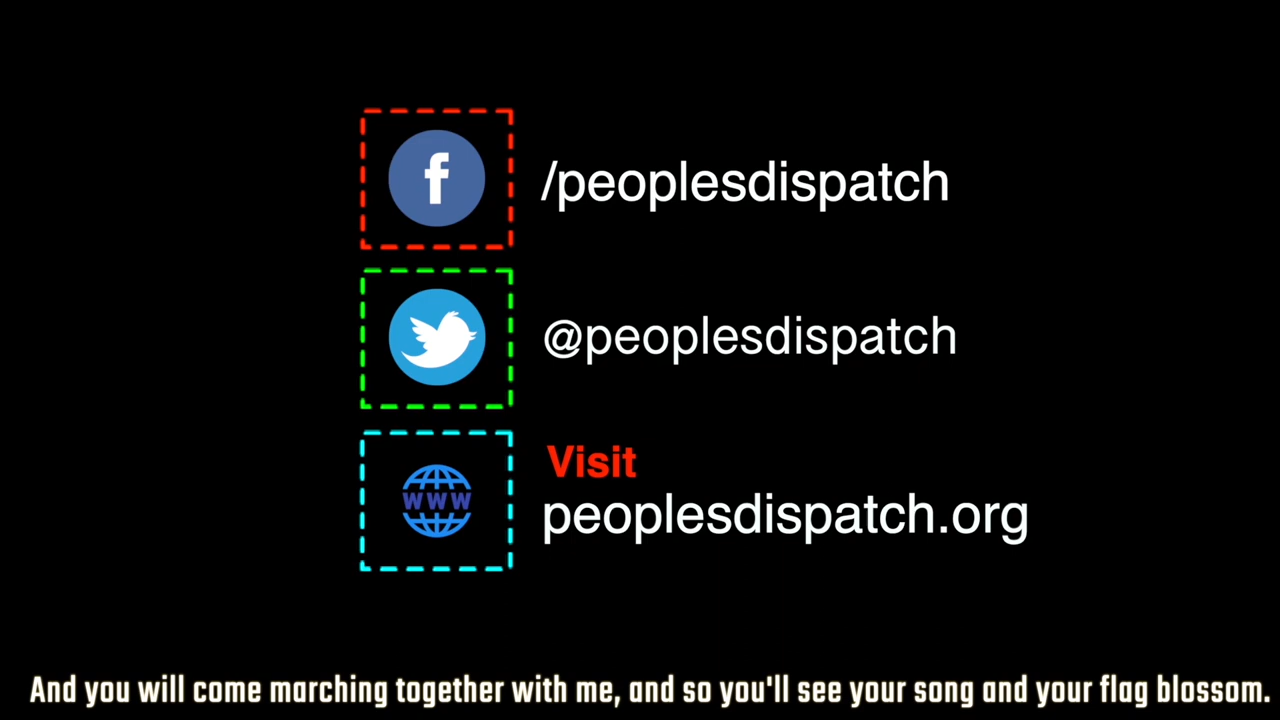 f
/peoplesdispatch
@peoplesdispatch
Visit
www
peoplesdispatch.org
And you will come marching together with me, and so you'll see your song and your flag blossom.